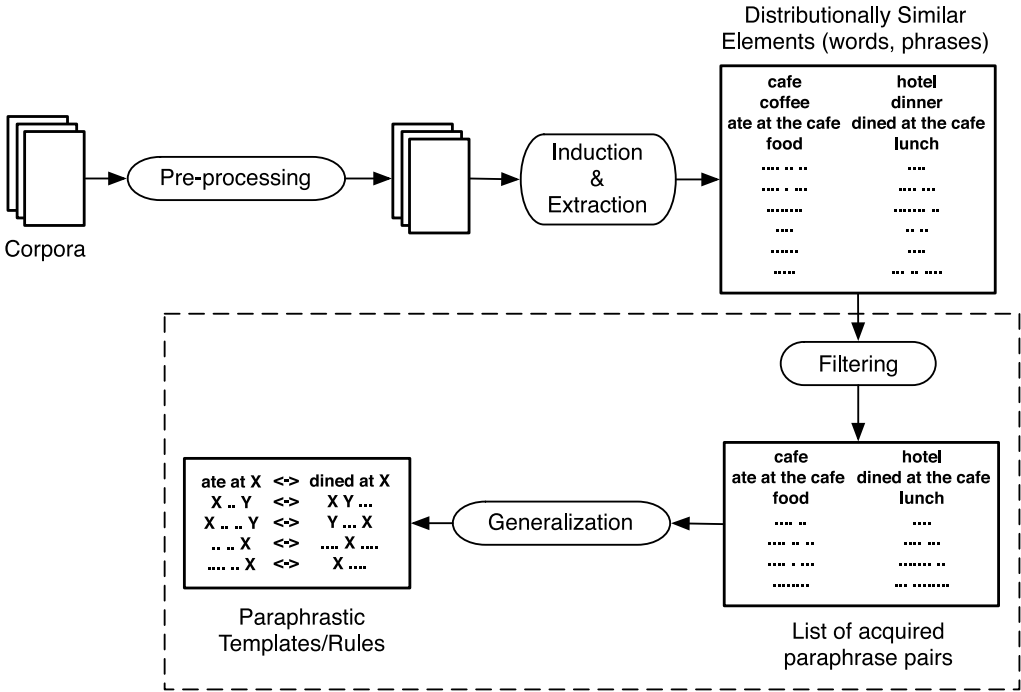 Distributionally Similar
Elements (words, phrases)
cafe hotel
coffee dinner
ate at the cafe dined at the cafe
food lunch
.... .. .. ....
.... . ... .... ...
........ ....... ..
.... .. ..
...... ....
..... ... .. ....
Corpora
Pre-processing
Induction
&
Extraction
Filtering
cafe hotel
ate at the cafe dined at the cafe
food lunch
.... .. ....
.... .. .. .... ...
.... . ... ....... ..
........ ... ........
List of acquired
paraphrase pairs
Generalization
ate at X <-> dined at X
X .. Y <-> X Y ...
X .. .. Y <-> Y ... X
.. .. X <-> .... X ....
.... .. X <-> X ....
Paraphrastic
Templates/Rules